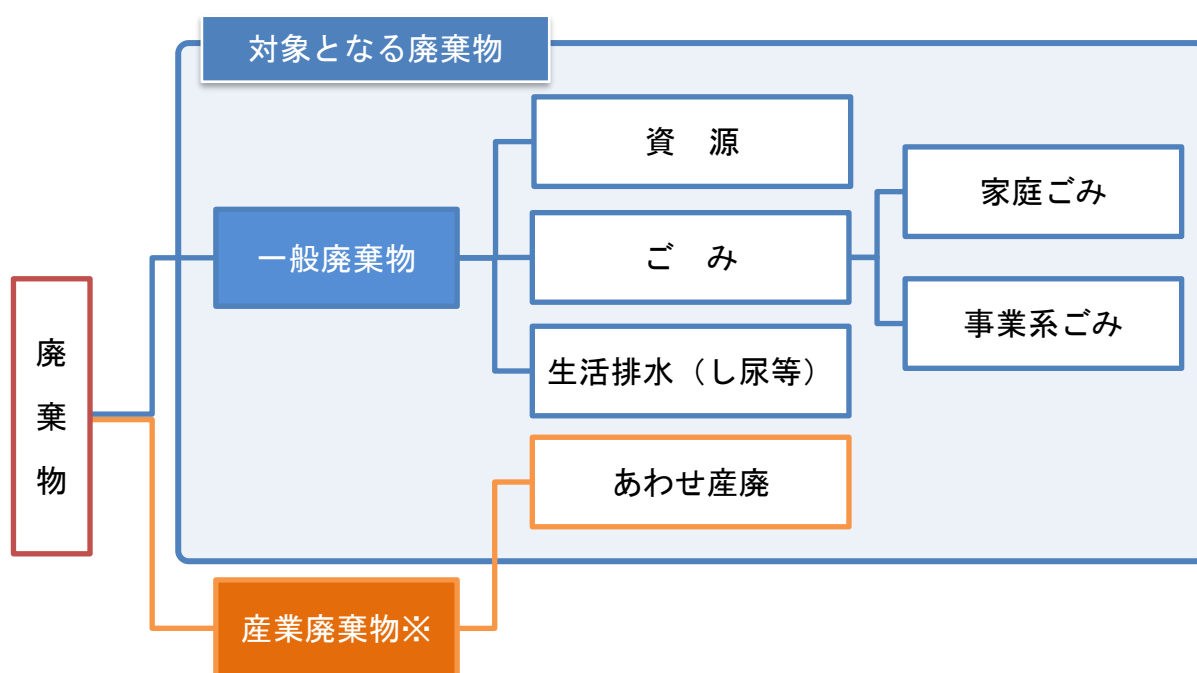 対象となる廃棄物
資　源
家庭ごみ
一般廃棄物
ご　み
事業系ごみ
廃棄物
生活排水（し尿等）
あわせ産廃
産業廃棄物※